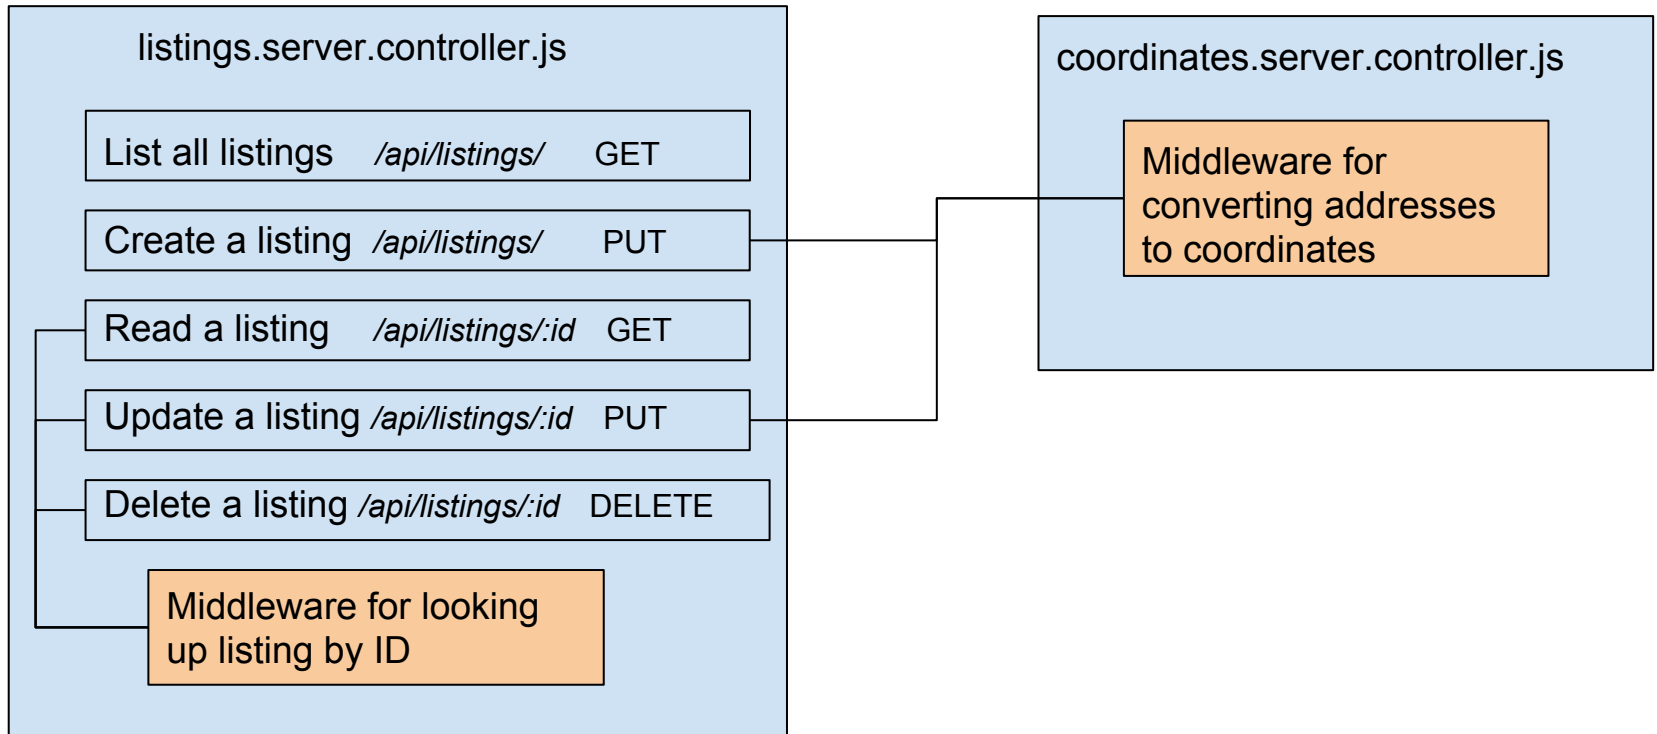 listings.server.controller.js
List all listings /api/listings/ GET
Create a listing /api/listings/ PUT
Read a listing /api/listings/:id GET
Update a listing /api/listings/:id PUT
Delete a listing /api/listings/:id DELETE
Middleware for looking
up listing by ID
coordinates.server.controller.js
Middleware for
converting addresses
to coordinates